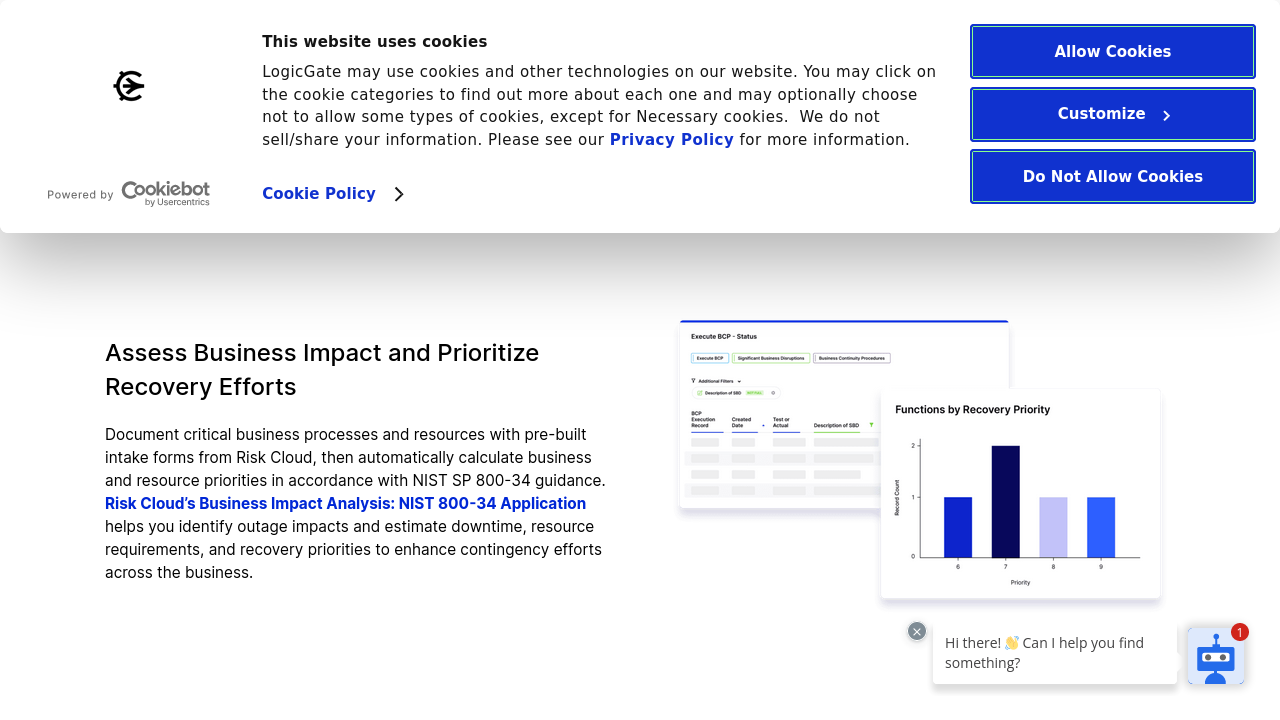 This website uses cookies
LogicGate may use cookies and other technologies on our website. You may click on
the cookie categories to find out more about each one and may optionally choose
not to allow some types of cookies, except for Necessary cookies.  We do not
sell/share your information. Please see our Privacy Policy for more information.
Powered by Cookiebot
by Usercentrics
Cookie Policy
Allow Cookies
Customize
Do Not Allow Cookies
Assess Business Impact and Prioritize
Recovery Efforts
Document critical business processes and resources with pre-built
intake forms from Risk Cloud, then automatically calculate business
and resource priorities in accordance with NIST SP 800-34 guidance.
Risk Cloud’s Business Impact Analysis: NIST 800-34 Application
helps you identify outage impacts and estimate downtime, resource
requirements, and recovery priorities to enhance contingency efforts
across the business.
Execute BCP - Status
Execute BCP
Significant Business Disruptions
Business Continuity Procedures
Additional Filters
Description of SBD
BCP
Execution
Record
Created
Date
Test or
Actual
Description of SBD
Functions by Recovery Priority
Record Count
2
1
0
6
7
8
9
Priority
Hi there! 👋 Can I help you find
something?
1